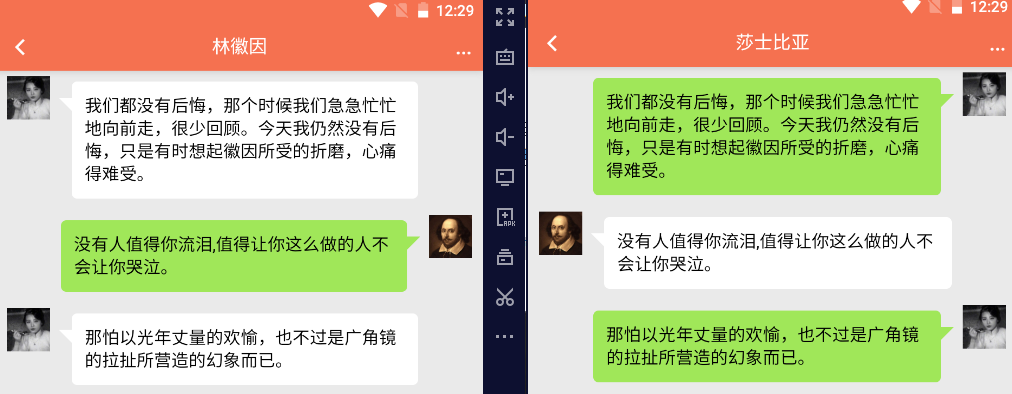 12:29
林徽因
我们都没有后悔，那个时候我们急急忙忙
地向前走，很少回顾。今天我仍然没有后
悔，只是有时想起徽因所受的折磨，心痛
得难受。
没有人值得你流泪,值得让你这么做的人不
会让你哭泣。
那怕以光年丈量的欢愉，也不过是广角镜
的拉扯所营造的幻象而已。
APK
12:29
莎士比亚
我们都没有后悔，那个时候我们急急忙忙
地向前走，很少回顾。今天我仍然没有后
悔，只是有时想起徽因所受的折磨，心痛
得难受。
没有人值得你流泪,值得让你这么做的人不
会让你哭泣。
那怕以光年丈量的欢愉，也不过是广角镜
的拉扯所营造的幻象而已。